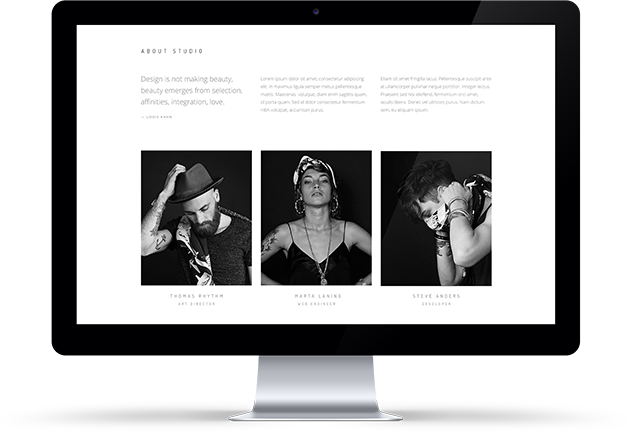 ABOUT STUDIO
Design is not making beauty,
beauty emerges from selection,
affinities, integration, love.
— LOUIS KAHN
Lorem ipsum dolor sit amet, consectetur adipiscing
elit. In maximus ligula metus pellentesque
mattis. Maecenas volutpat, diam enim sagittis quam,
id porta quam. Sed id dolor consectetur fermentum
nibh volutpat, accumsan purus.
Etiam sit amet fringilla lacus. Pellentesque suscipit ante
at ullamcorper pulvinar neque porttitor. Integer lectus.
Praesent sed nisi eleifend, fermentum orci amet,
iaculis libero. Donec vel ultrices purus. Nam dictum
sem, eu aliquam ipsum.
THOMAS RHYTHM
ART DIRECTOR
MARTA LANING
WEB ENGINEER
STEVE ANDERS
DEVELOPER